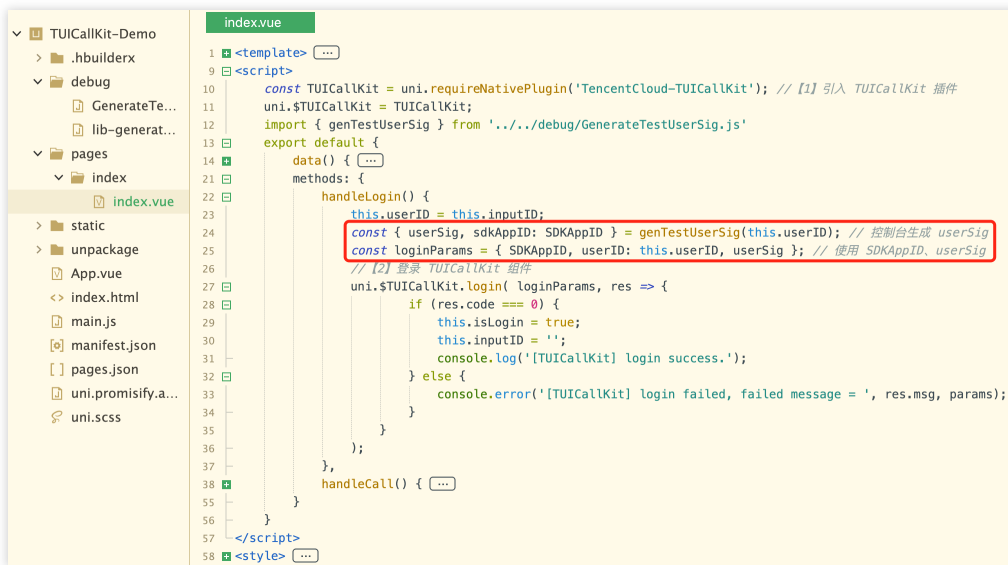 TUICallKit-Demo
.hbuilderx
debug
GenerateTe...
lib-generat...
pages
index
index.vue
static
unpackage
App.vue
index.html
main.js
manifest.json
pages.json
uni.promisify.a...
uni.scss
index.vue
1 <template> ...
9 <script>
10 const TUICallKit = uni.requireNativePlugin('TencentCloud-TUICallKit'); //【1】引入 TUICallKit 插件
11 uni.$TUICallKit = TUICallKit;
12 import { genTestUserSig } from '../../debug/GenerateTestUserSig.js'
13 export default {
14 data() { ...
21 methods: {
22 handleLogin() {
23 this.userID = this.inputID;
24 const { userSig, sdkAppID: SDKAppID } = genTestUserSig(this.userID); // 控制台生成 userSig
25 const loginParams = { SDKAppID, userID: this.userID, userSig }; // 使用 SDKAppID、userSig
26 //【2】登录 TUICallKit 组件
27 uni.$TUICallKit.login( loginParams, res => {
28 if (res.code === 0) {
29 this.isLogin = true;
30 this.inputID = '';
31 console.log('[TUICallKit] login success.');
32 } else {
33 console.error('[TUICallKit] login failed, failed message = ', res.msg, params);
34 }
35 }
36 );
37 },
38 handleCall() { ...
55 }
56 }
57 </script>
58 <style> ...